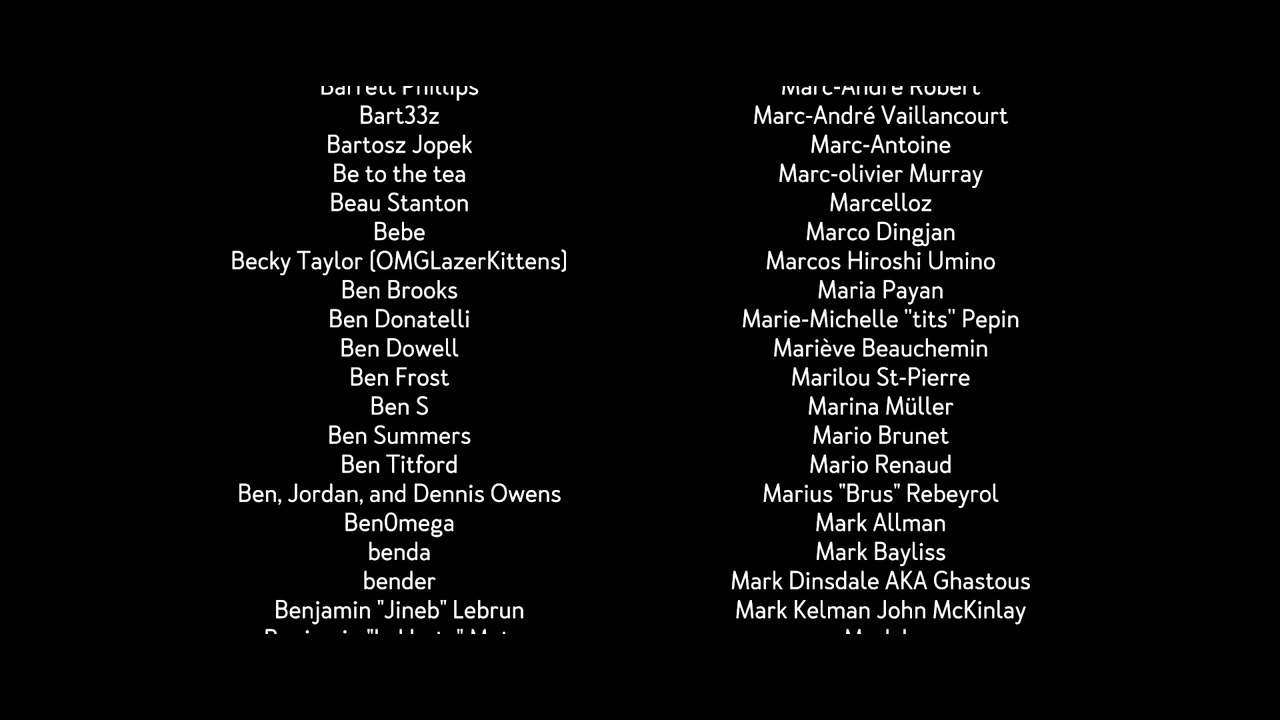 Barrett Phillips
Bart33z
Bartosz Jopek
Be to the tea
Beau Stanton
Bebe
Becky Taylor (OMGLazerKittens)
Ben Brooks
Ben Donatelli
Ben Dowell
Ben Frost
Ben S
Ben Summers
Ben Titford
Ben, Jordan, and Dennis Owens
Ben0mega
benda
bender
Benjamin "Jineb" Lebrun
Benjamin
Marc-André Robert
Marc-André Vaillancourt
Marc-Antoine
Marc-olivier Murray
Marcelloz
Marco Dingjan
Marcos Hiroshi Umino
Maria Payan
Marie-Michelle "tits" Pepin
Mariève Beauchemin
Marilou St-Pierre
Marina Müller
Mario Brunet
Mario Renaud
Marius "Brus" Rebeyrol
Mark Allman
Mark Bayliss
Mark Dinsdale AKA Ghastous
Mark Kelman John McKinlay